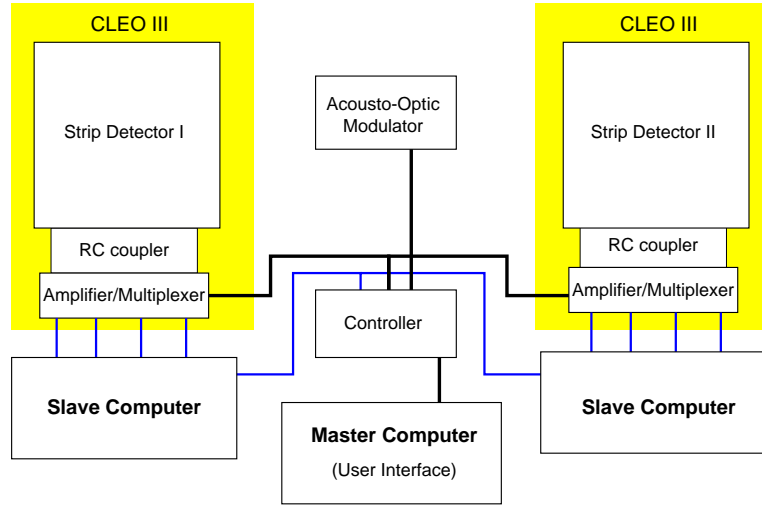 CLEO III
CLEO III
Strip Detector I
Acousto-Optic
Modulator
Strip Detector II
RC coupler
RC coupler
Amplifier/Multiplexer
Amplifier/Multiplexer
Controller
Slave Computer
Slave Computer
Master Computer
(User Interface)